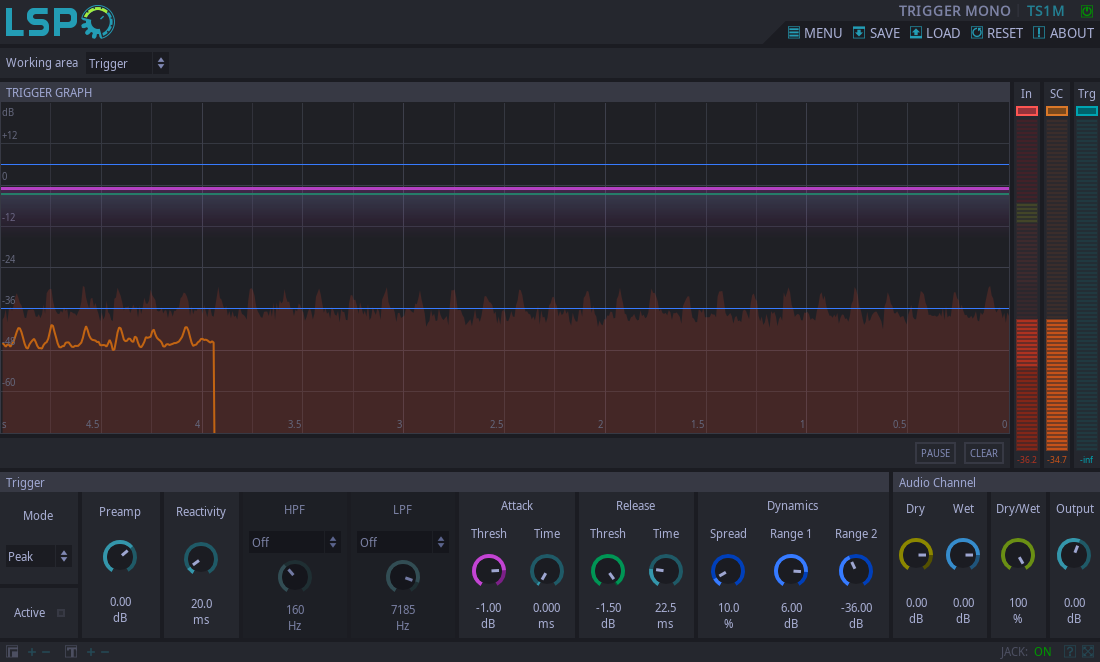 LSP
TRIGGER MONO TS1M
MENU SAVE LOAD RESET ABOUT
Working area Trigger
TRIGGER GRAPH In SC Trg
dB
+12
0
-12
-24
-36
-48
-60
s 4.5 4 3.5 3 2.5 2 1.5 1 0.5 0
PAUSE CLEAR -36.2 -34.7 -inf
Trigger Audio Channel
Mode Preamp Reactivity HPF LPF Attack Release Dynamics Dry Wet Dry/Wet Output
Thresh Time Thresh Time Spread Range 1 Range 2
Peak Off Off
0.00 20.0 160 7185 -1.00 0.000 -1.50 22.5 10.0 6.00 -36.00 0.00 0.00 100 0.00
Active dB ms Hz Hz dB ms dB ms % dB dB dB dB % dB
T JACK: ON ?